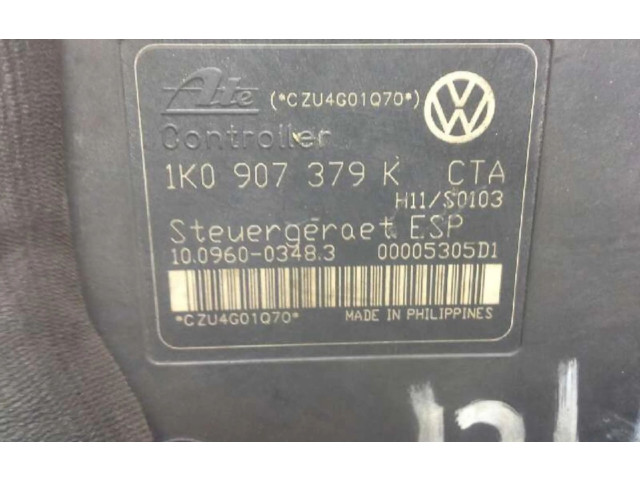 Ate (*CZU4G01Q70*)
Controller
1K0 907 379 K CTA
H11/S0103
Steuergeraet ESP
10.0960-0348.3 00005305D1
*CZU4G01Q70* MADE IN PHILIPPINES